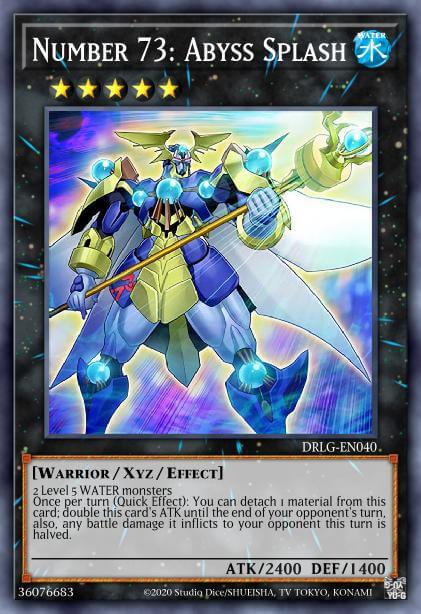 Number 73: Abyss Splash
WATER
水
DRLG-EN040
[Warrior / Xyz / Effect]
2 Level 5 WATER monsters
Once per turn (Quick Effect): You can detach 1 material from this
card; double this card's ATK until the end of your opponent's turn,
also, any battle damage it inflicts to your opponent this turn is
halved.
ATK/2400 DEF/1400
36076683
©2020 Studio Dice/SHUEISHA, TV TOKYO, KONAMI